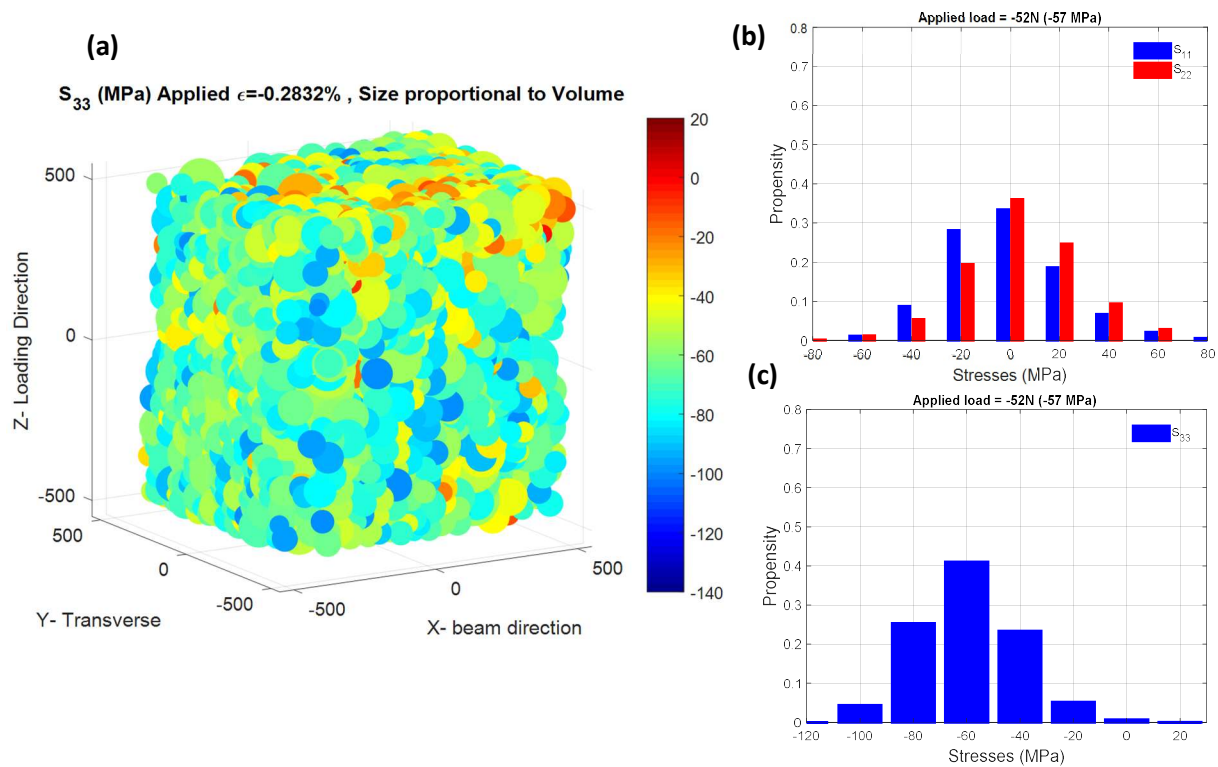 (a)
S33 (MPa) Applied ϵ=-0.2832% , Size proportional to Volume
500
0
-500
Z- Loading Direction
500
0
-500
Y- Transverse
-500
0
500
X- beam direction
20
0
-20
-40
-60
-80
-100
-120
-140
(b)
Applied load = -52N (-57 MPa)
S11
S22
0.8
0.7
0.6
0.5
0.4
0.3
0.2
0.1
0
Propensity
-80 -60 -40 -20 0 20 40 60 80
Stresses (MPa)
(c)
Applied load = -52N (-57 MPa)
S33
0.8
0.7
0.6
0.5
0.4
0.3
0.2
0.1
0
Propensity
-120 -100 -80 -60 -40 -20 0 20
Stresses (MPa)